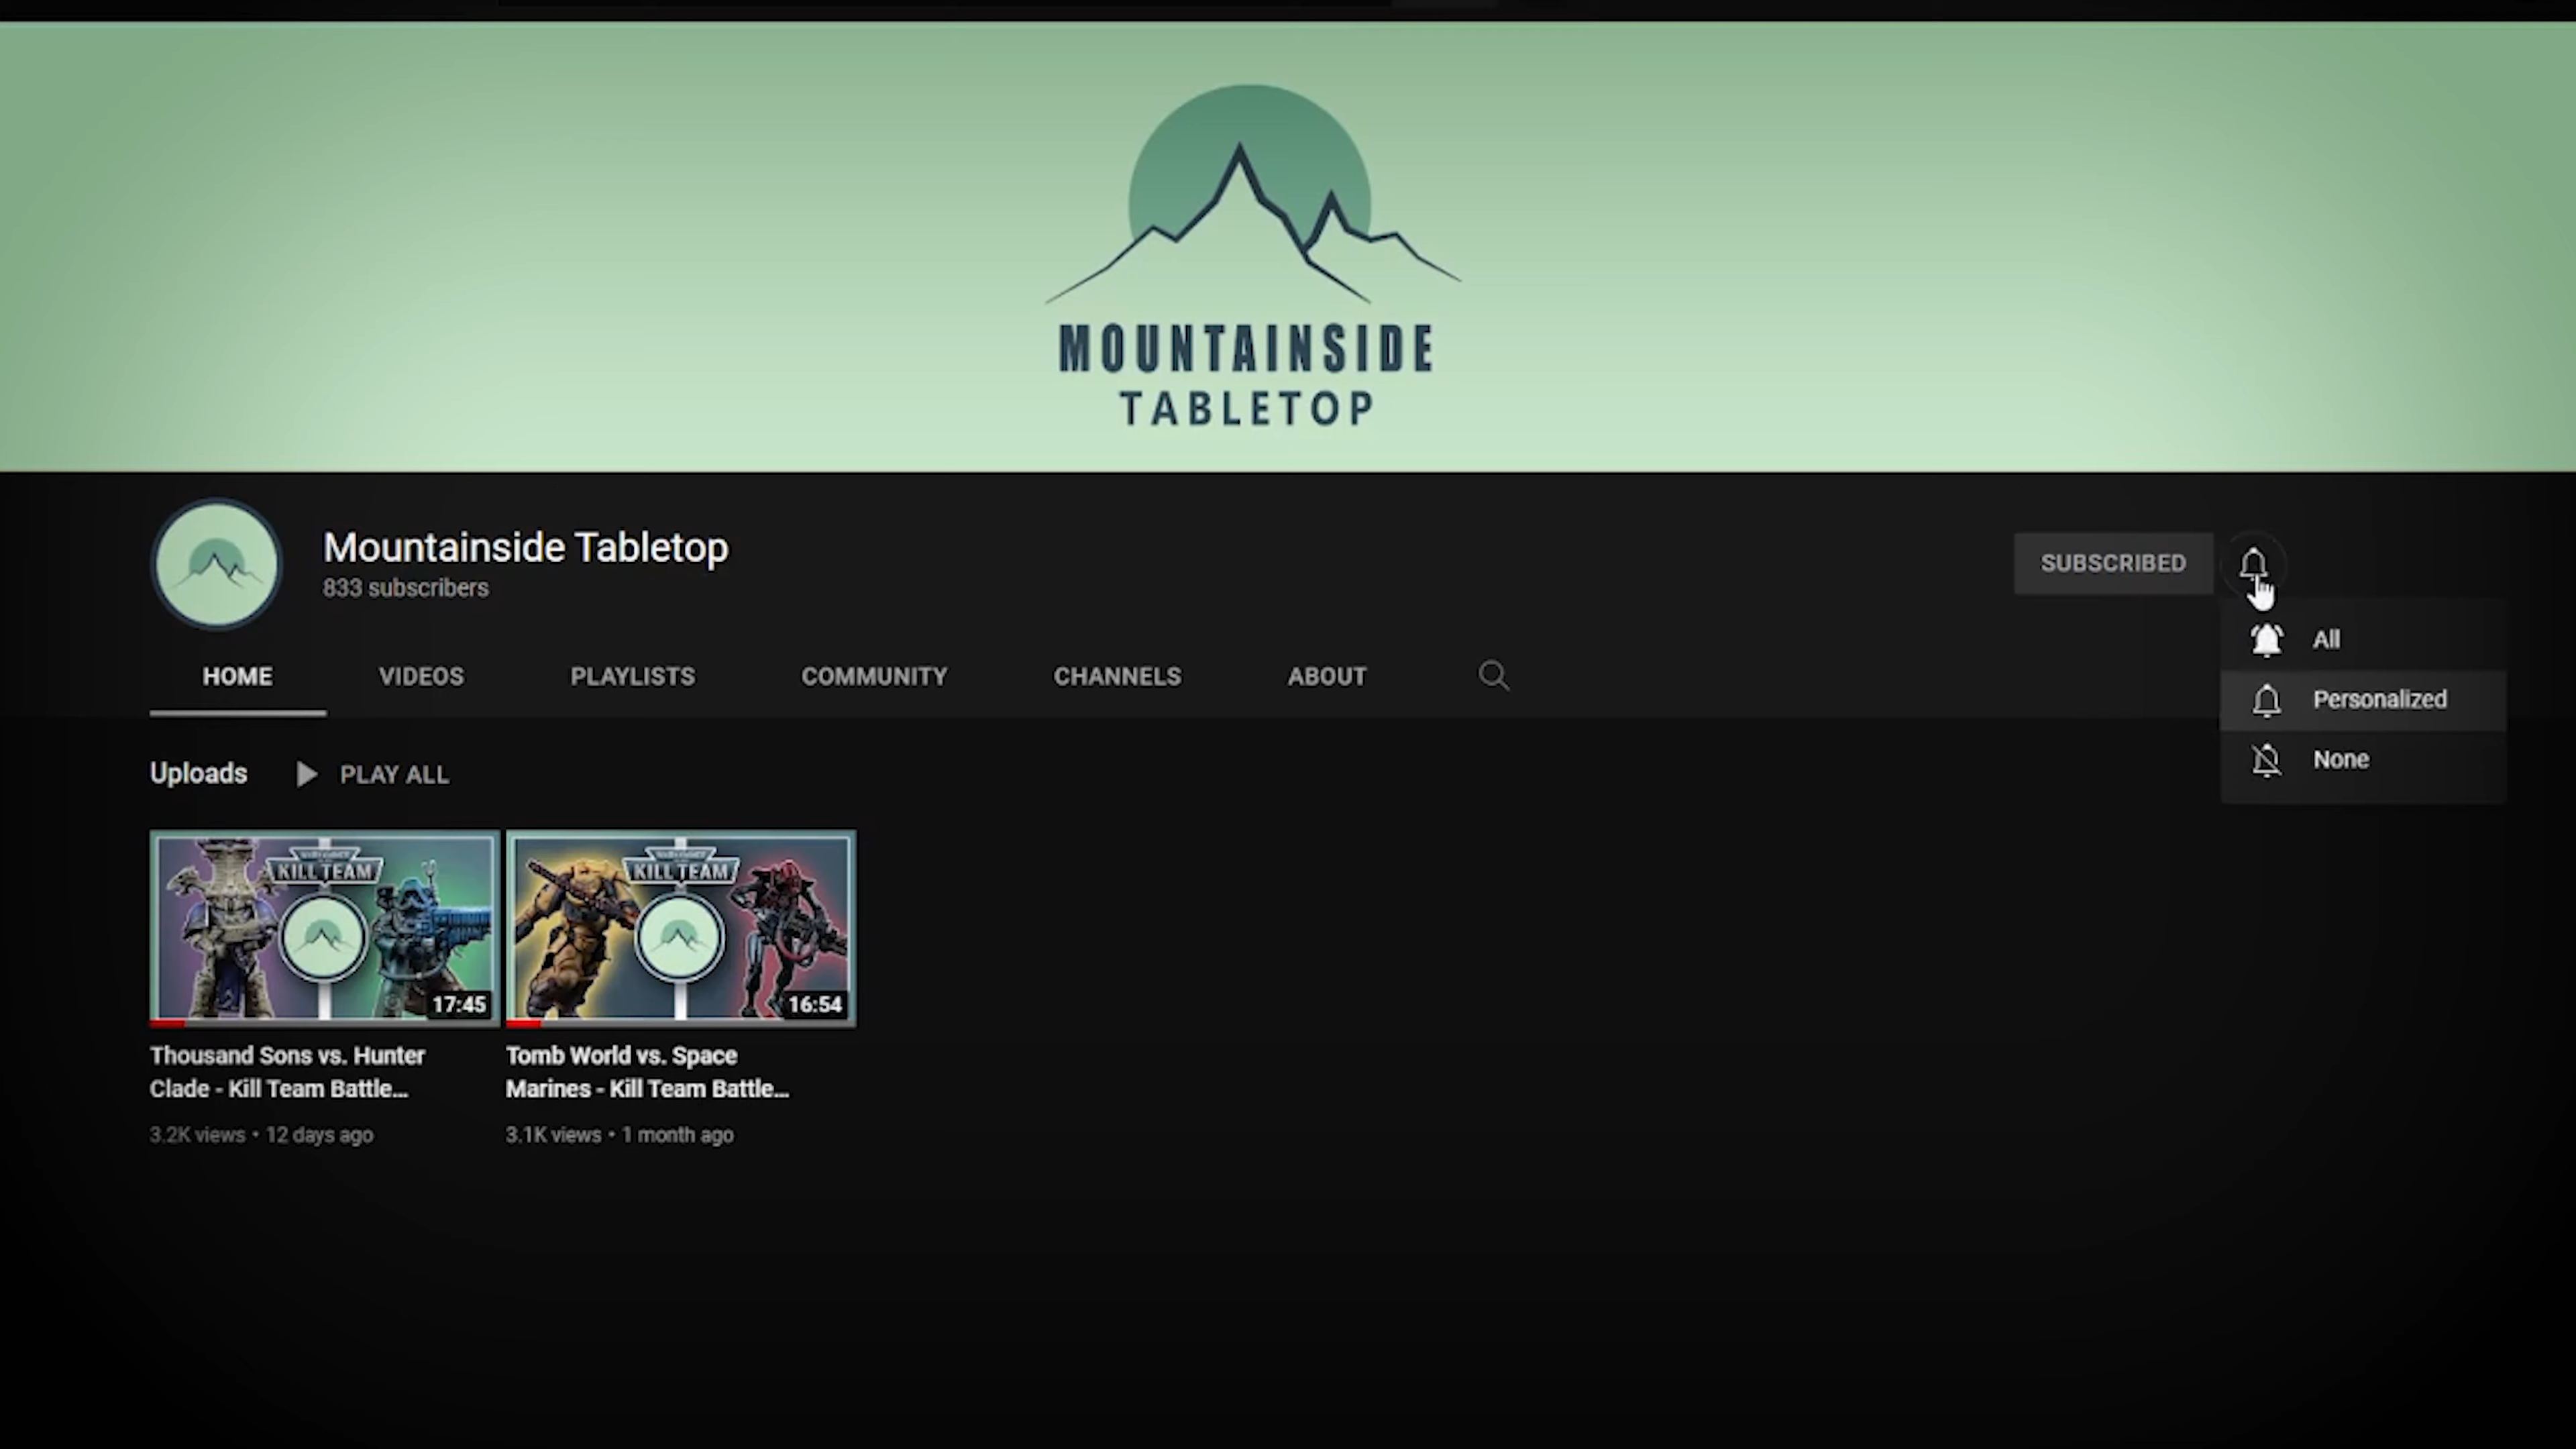 MOUNTAINSIDE
TABLETOP
Mountainside Tabletop
833 subscribers
SUBSCRIBED
All
Personalized
None
HOME
VIDEOS
PLAYLISTS
COMMUNITY
CHANNELS
ABOUT
Uploads
PLAY ALL
KILL TEAM
17:45
KILL TEAM
16:54
Thousand Sons vs. Hunter
Clade - Kill Team Battle...
3.2K views • 12 days ago
Tomb World vs. Space
Marines - Kill Team Battle...
3.1K views • 1 month ago